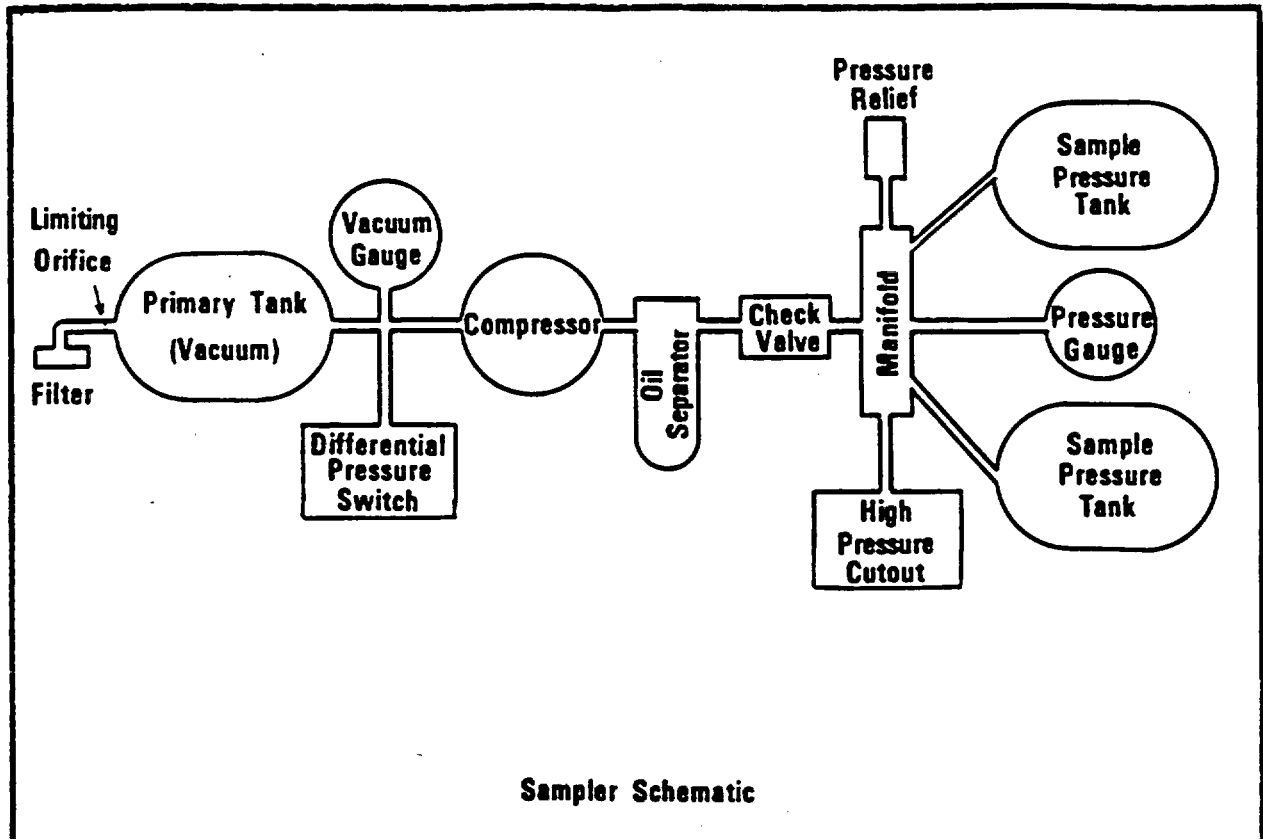 Pressure
Relief
Sample
Pressure
Tank
Limiting
Orifice
Vacuum
Gauge
Primary Tank
(Vacuum)
Compressor
Check
Valve
Manifold
Pressure
Gauge
Filter
Oil
Separator
Differential
Pressure
Switch
Sample
Pressure
Tank
High
Pressure
Cutout
Sampler Schematic